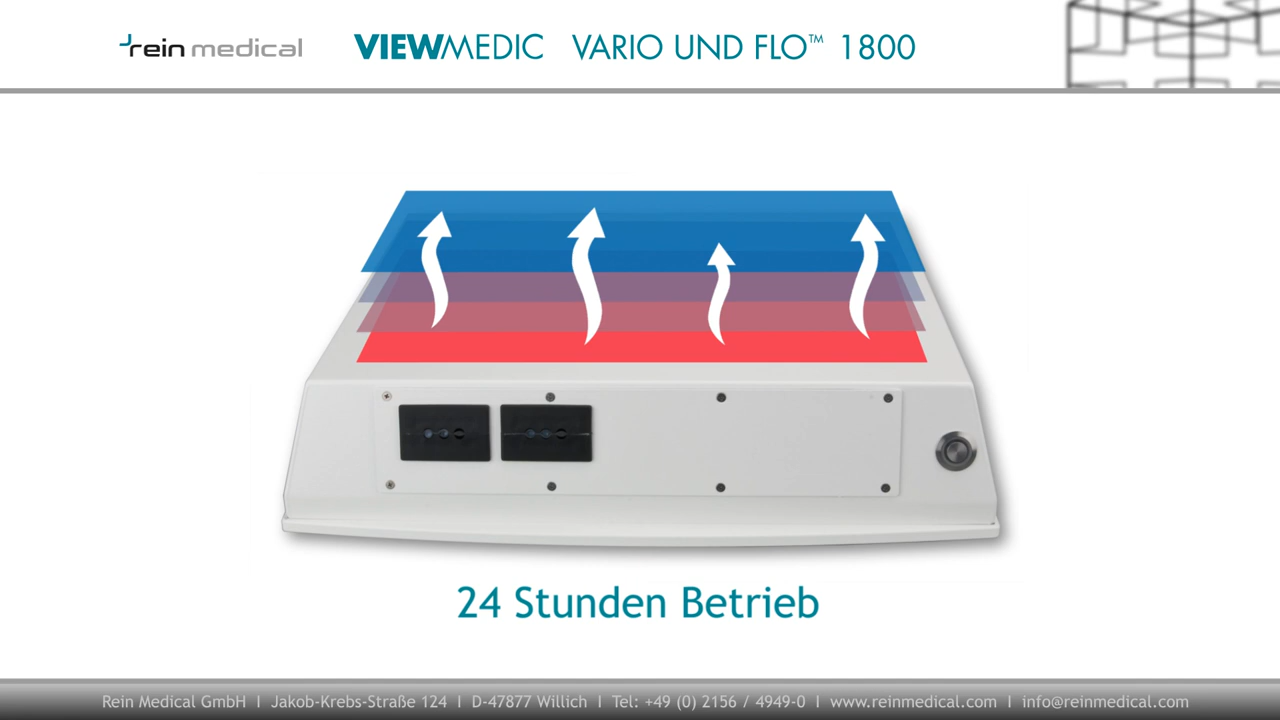 rein medical
VIEWMEDIC VARIO UND FLO™ 1800
24 Stunden Betrieb
Rein Medical GmbH I Jakob-Krebs-Straße 124 I D-47877 Willich I Tel: +49 (0) 2156 / 4949-0 I www.reinmedical.com I info@reinmedical.com